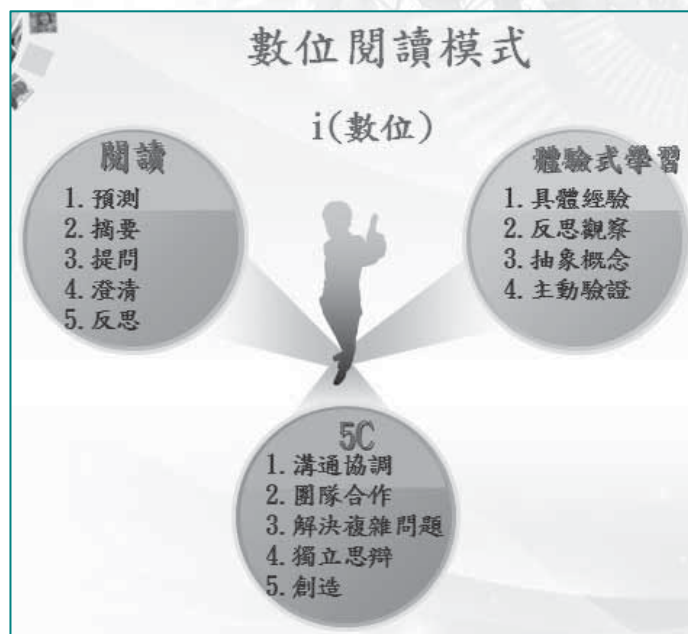 數位閱讀模式
i(數位)
閱讀
1. 預測
2. 摘要
3. 提問
4. 澄清
5. 反思
體驗式學習
1. 具體經驗
2. 反思觀察
3. 抽象概念
4. 主動驗證
5C
1. 溝通協調
2. 團隊合作
3. 解決複雜問題
4. 獨立思辯
5. 創造